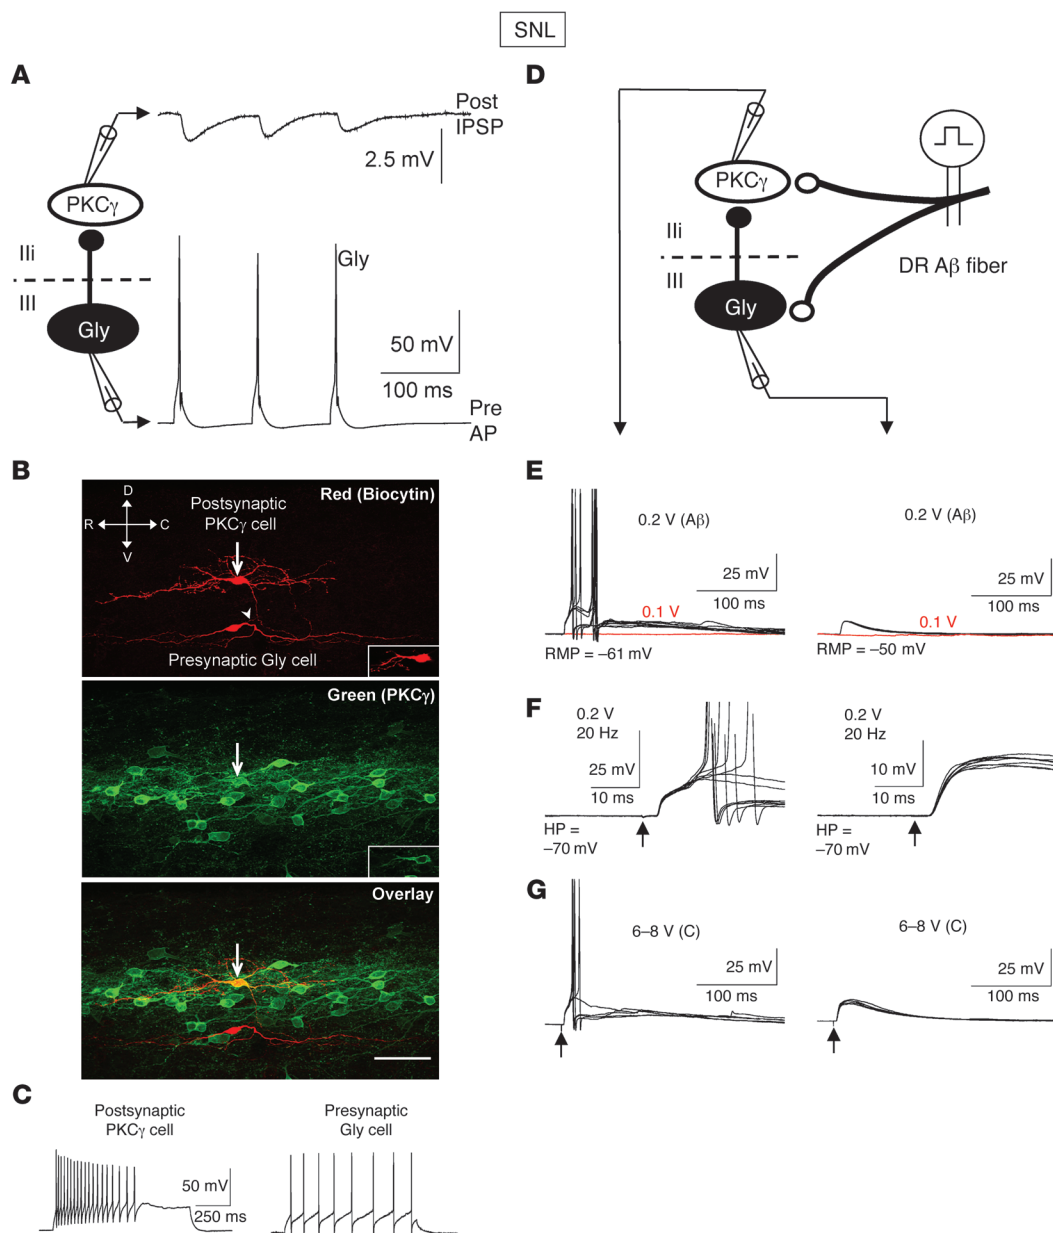 SNL
A
Post
IPSP
2.5 mV
PKCγ
IIi
III
Gly
Gly
50 mV
100 ms
Pre
AP
B
Red (Biocytin)
D
R
C
V
Postsynaptic
PKCγ cell
Presynaptic Gly cell
Green (PKCγ)
Overlay
C
Postsynaptic
PKCγ cell
50 mV
250 ms
Presynaptic
Gly cell
D
PKCγ
IIi
III
Gly
DR Aβ fiber
E
0.2 V (Aβ)
25 mV
100 ms
0.1 V
RMP = –61 mV
0.2 V (Aβ)
25 mV
100 ms
0.1 V
RMP = –50 mV
F
0.2 V
20 Hz
25 mV
10 ms
HP =
–70 mV
0.2 V
20 Hz
10 mV
10 ms
HP =
–70 mV
G
6–8 V (C)
25 mV
100 ms
6–8 V (C)
25 mV
100 ms